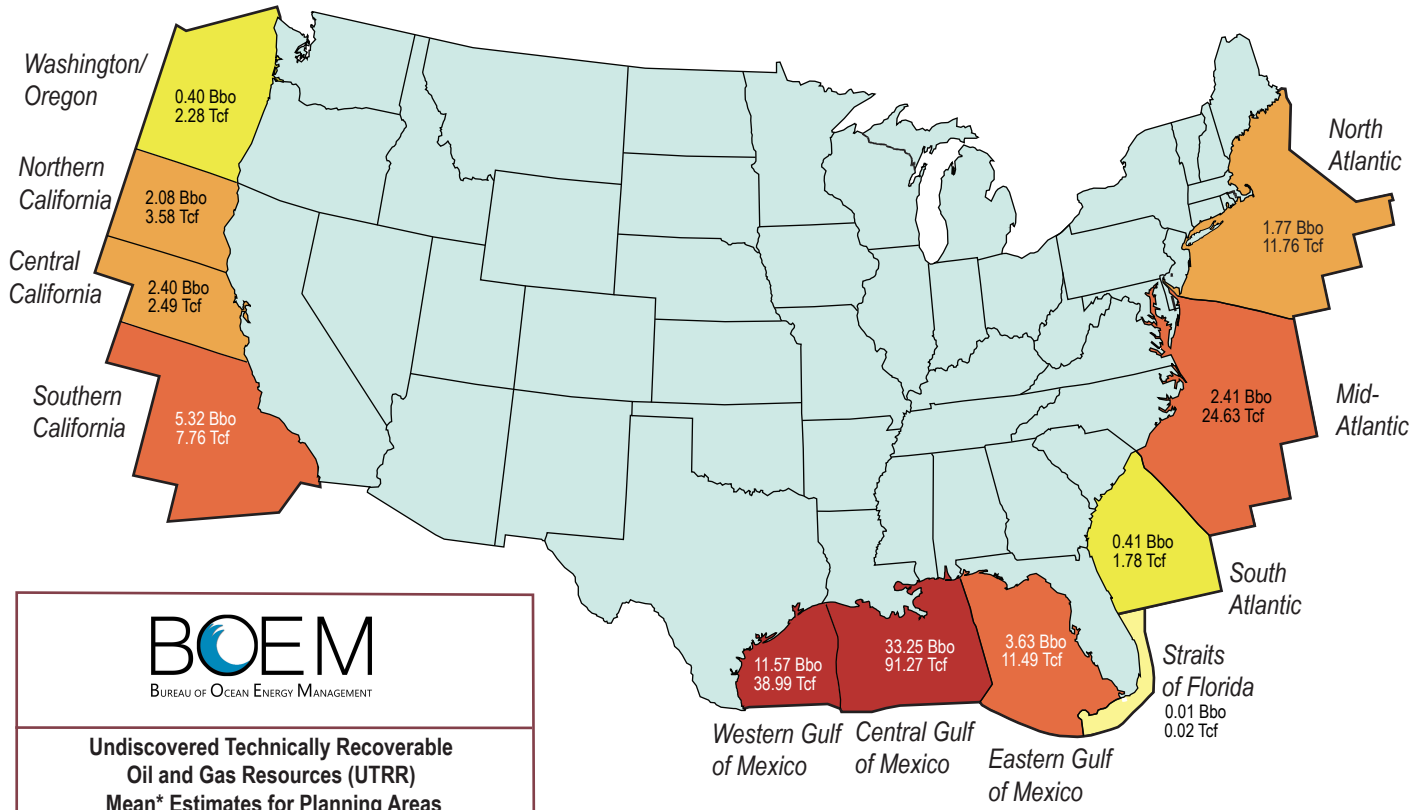 Washington/
Oregon
0.40 Bbo
2.28 Tcf
Northern
California
2.08 Bbo
3.58 Tcf
Central
California
2.40 Bbo
2.49 Tcf
Southern
California
5.32 Bbo
7.76 Tcf
North
Atlantic
1.77 Bbo
11.76 Tcf
Mid-
Atlantic
2.41 Bbo
24.63 Tcf
0.41 Bbo
1.78 Tcf
South
Atlantic
Straits
of Florida
0.01 Bbo
0.02 Tcf
11.57 Bbo
38.99 Tcf
Western Gulf
of Mexico
33.25 Bbo
91.27 Tcf
Central Gulf
of Mexico
3.63 Bbo
11.49 Tcf
Eastern Gulf
of Mexico
BOEM
BUREAU OF OCEAN ENERGY MANAGEMENT
Undiscovered Technically Recoverable
Oil and Gas Resources (UTRR)
Mean* Estimates for Planning Areas